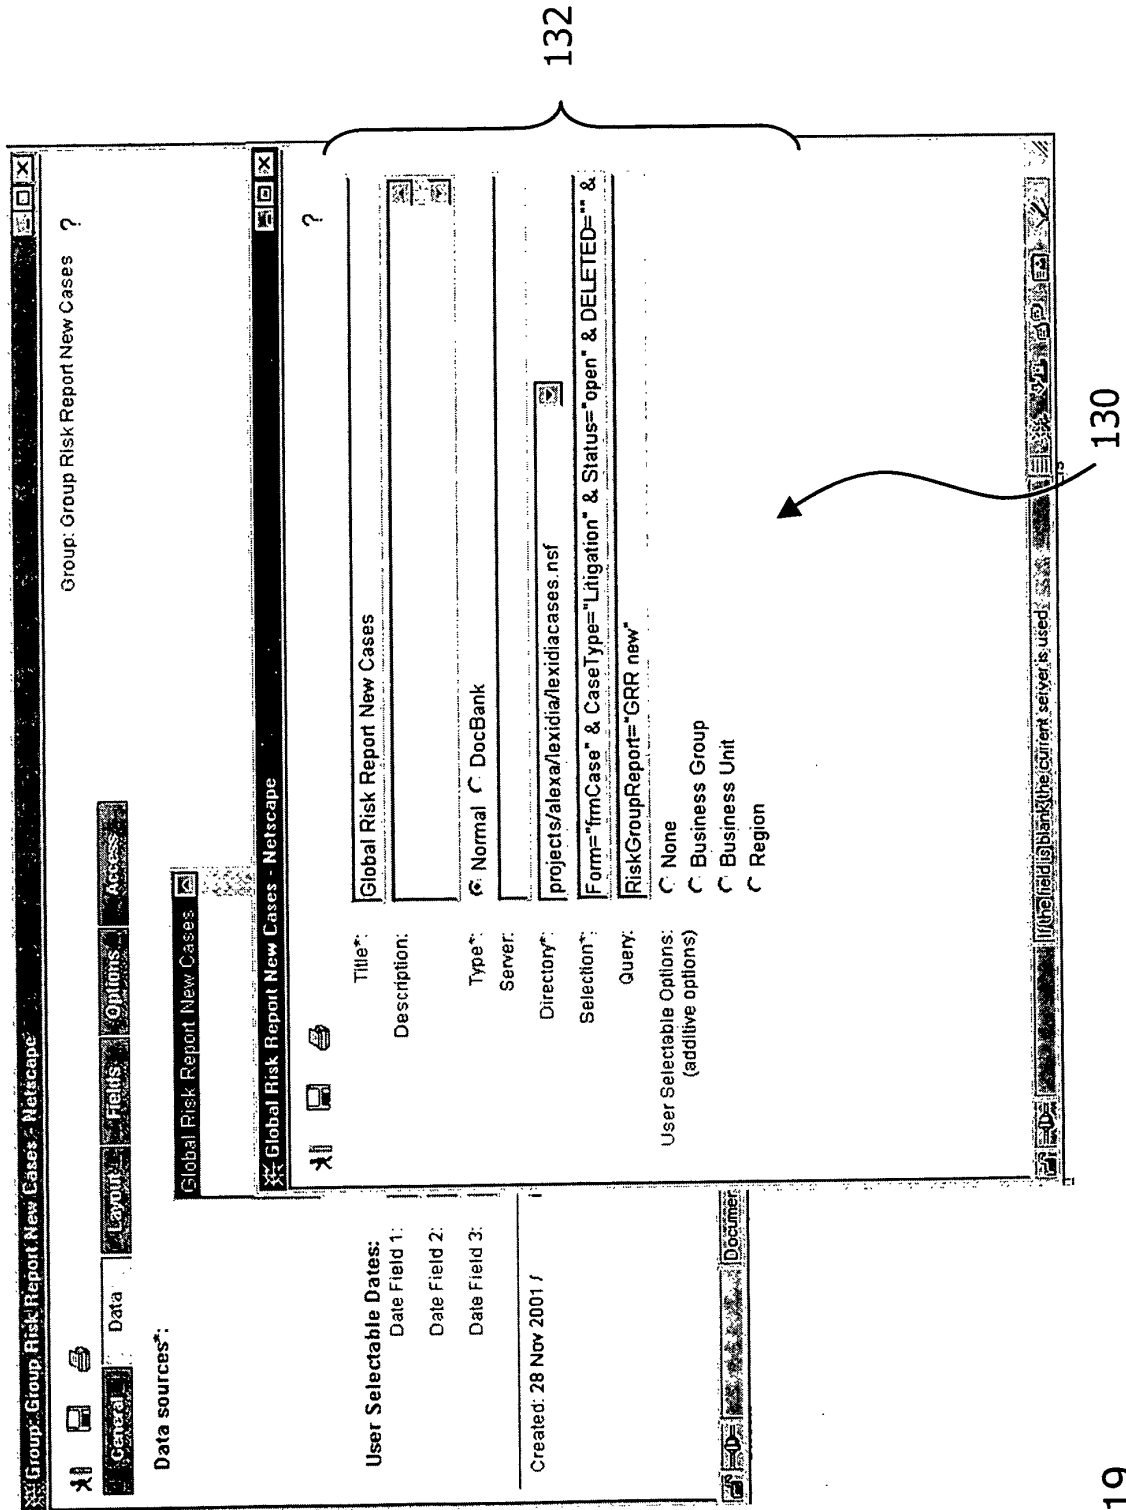 Group: Group Risk Report New Cases - Netscape
Group: Group Risk Report New Cases ?
General Data Layout Fields Options Access
Data sources*:
Global Risk Report New Cases
User Selectable Dates:
Date Field 1:
Date Field 2:
Date Field 3:
Created: 28 Nov 2001 /
Document
Global Risk Report New Cases - Netscape
?
Title*: Global Risk Report New Cases
Description:
Type*: Normal DocBank
Server:
Directory*: projects/alexa/lexidia/lexidiacases.nsf
Selection*: Form="frmCase" & CaseType="Litigation" & Status="open" & DELETED="" &
Query: RiskGroupReport="GRR new"
User Selectable Options: None
(additive options) Business Group
Business Unit
Region
If the field is blank, the current server is used.
132
130
19